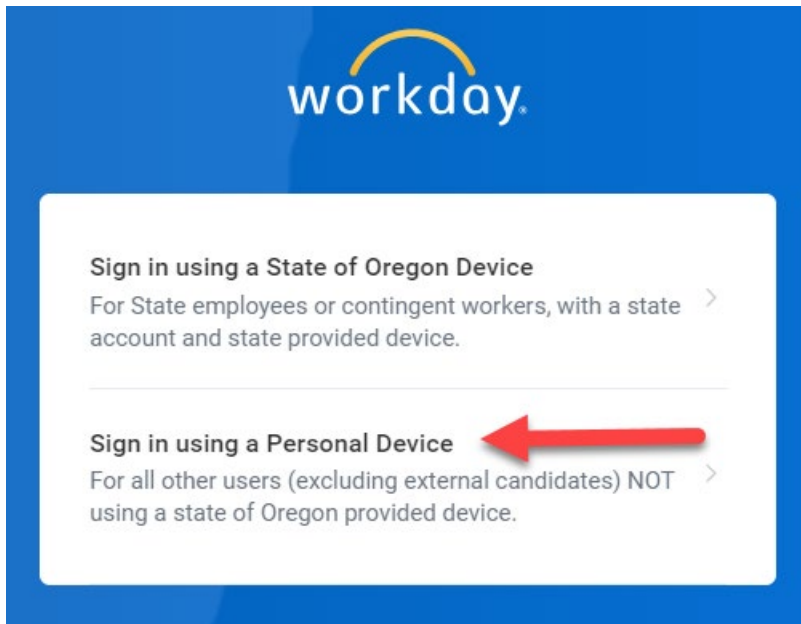 workday.
Sign in using a State of Oregon Device
For State employees or contingent workers, with a state
account and state provided device.
Sign in using a Personal Device
For all other users (excluding external candidates) NOT
using a state of Oregon provided device.